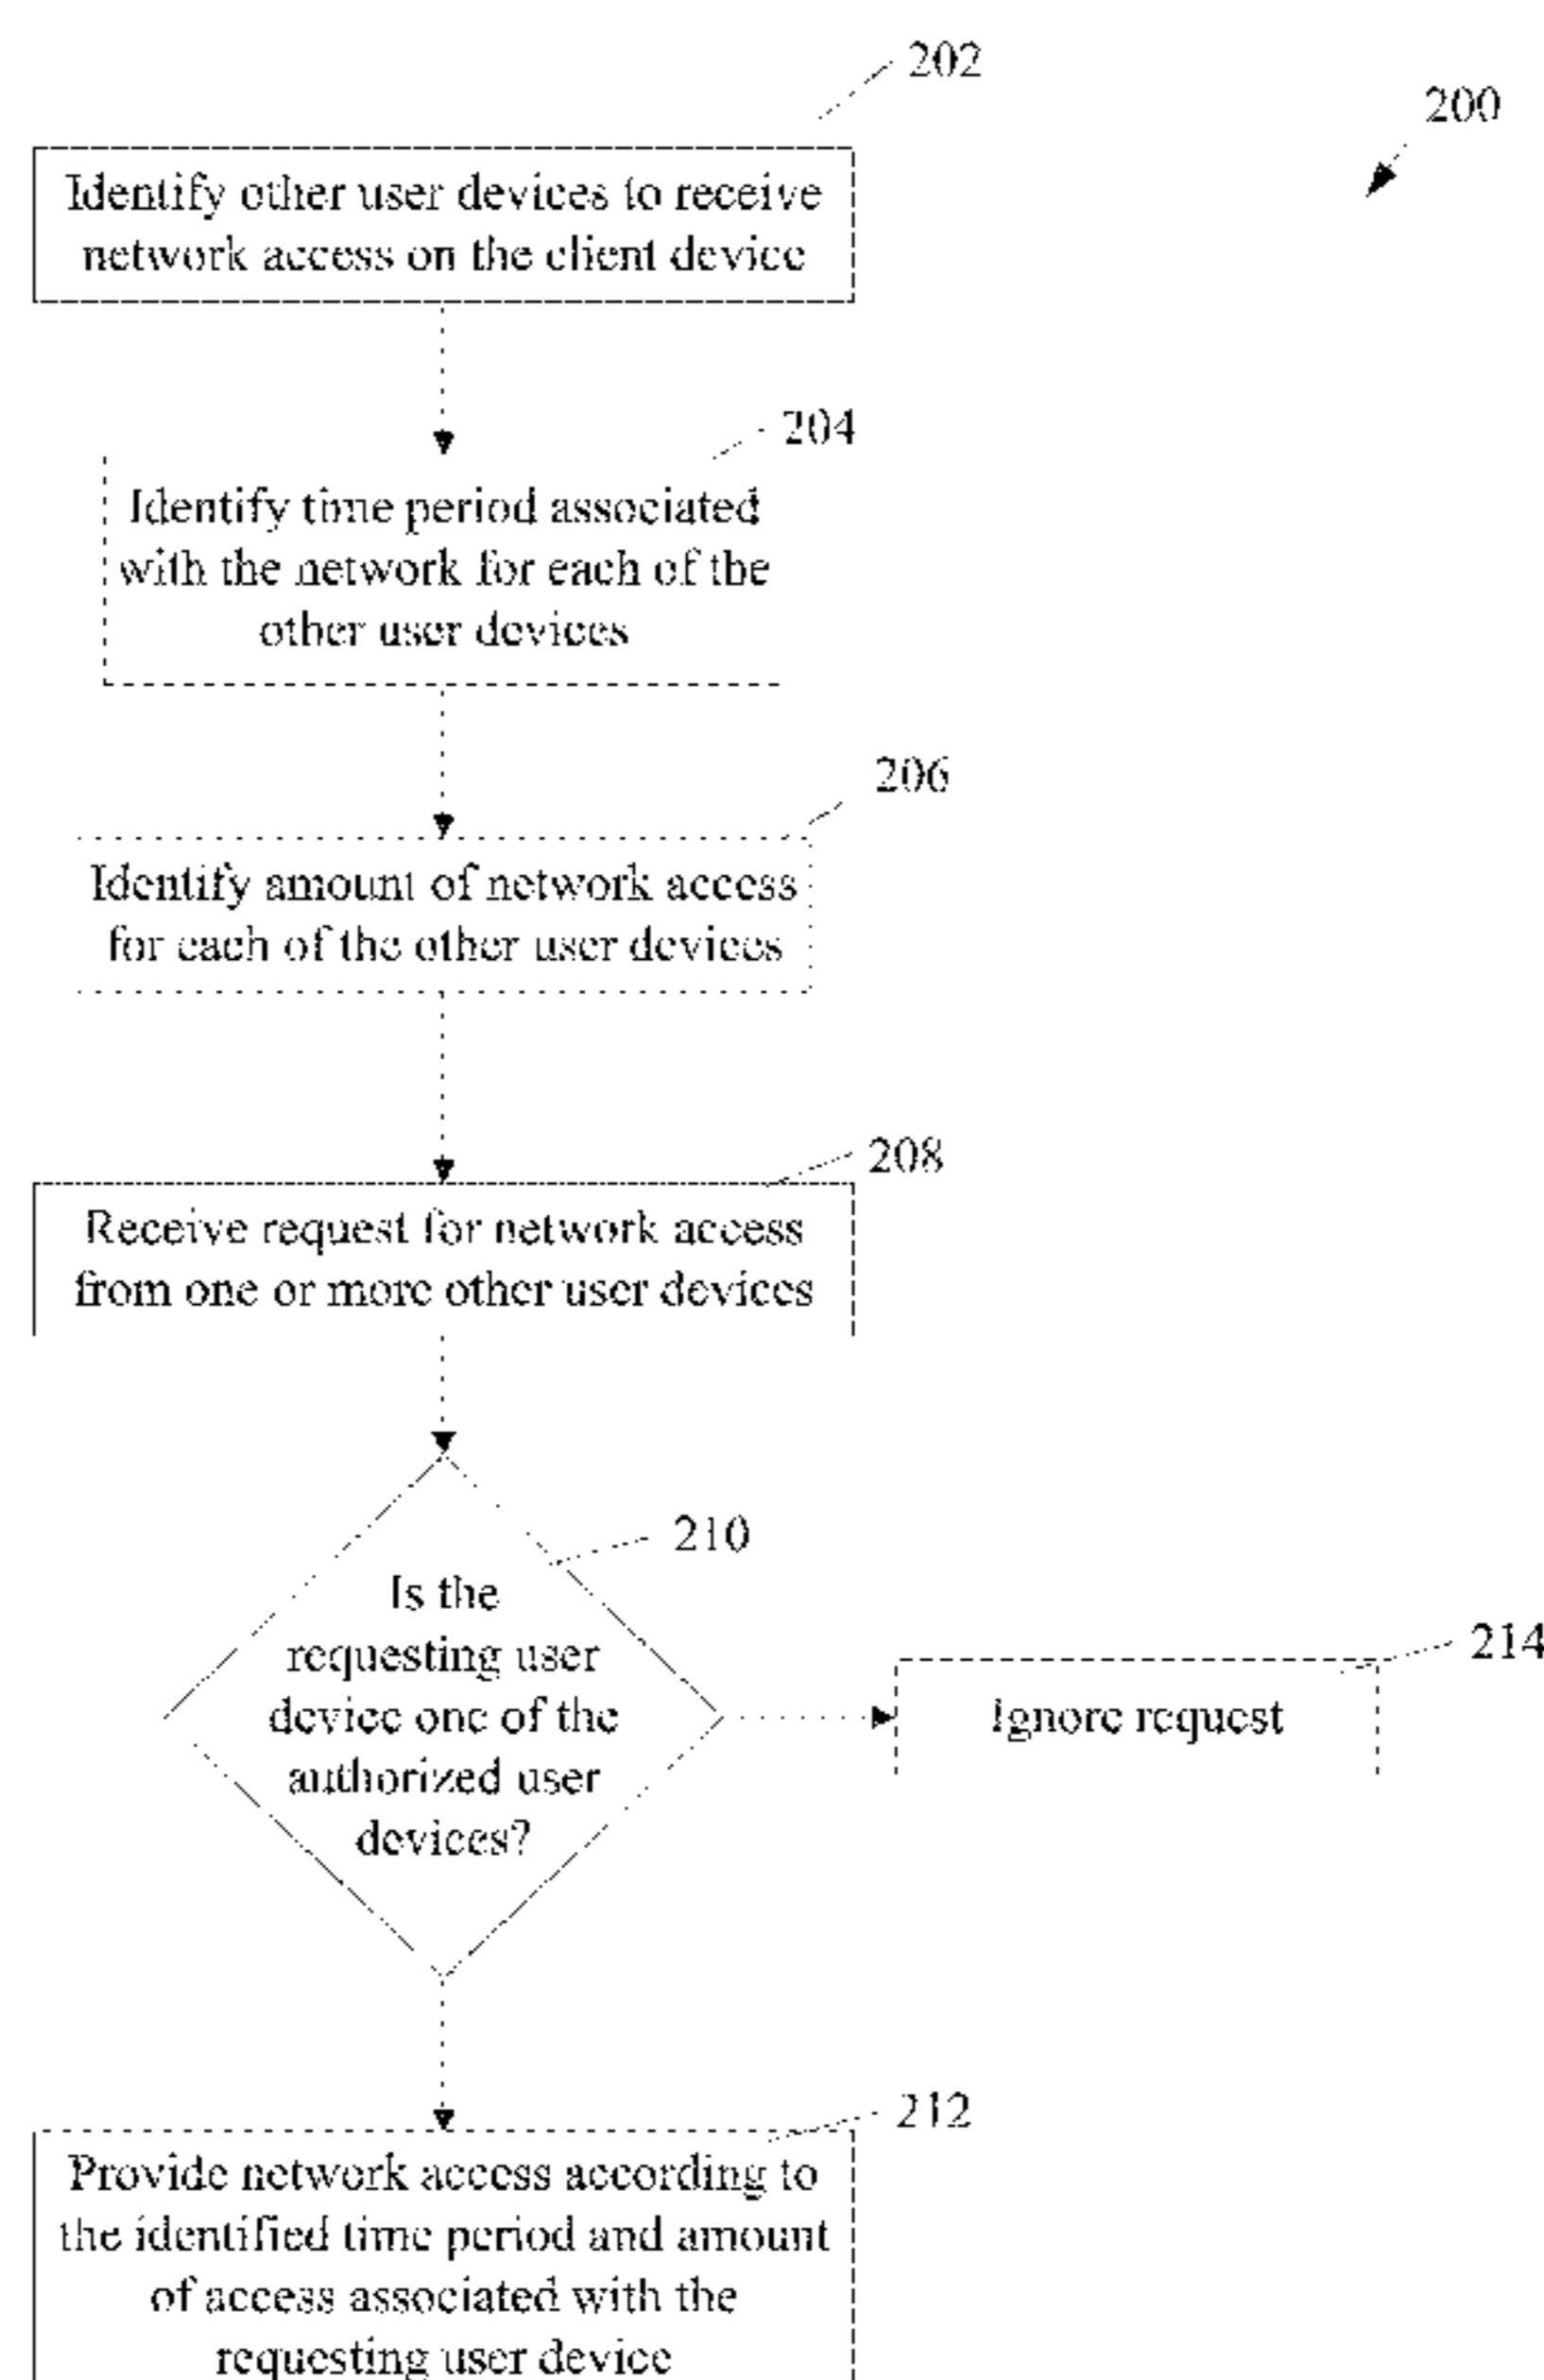 202
200
Identify other user devices to receive
network access on the client device
204
Identify time period associated
with the network for each of the
other user devices
206
Identify amount of network access
for each of the other user devices
208
Receive request for network access
from one or more other user devices
210
Is the
requesting user
device one of the
authorized user
devices?
214
Ignore request
212
Provide network access according to
the identified time period and amount
of access associated with the
requesting user device